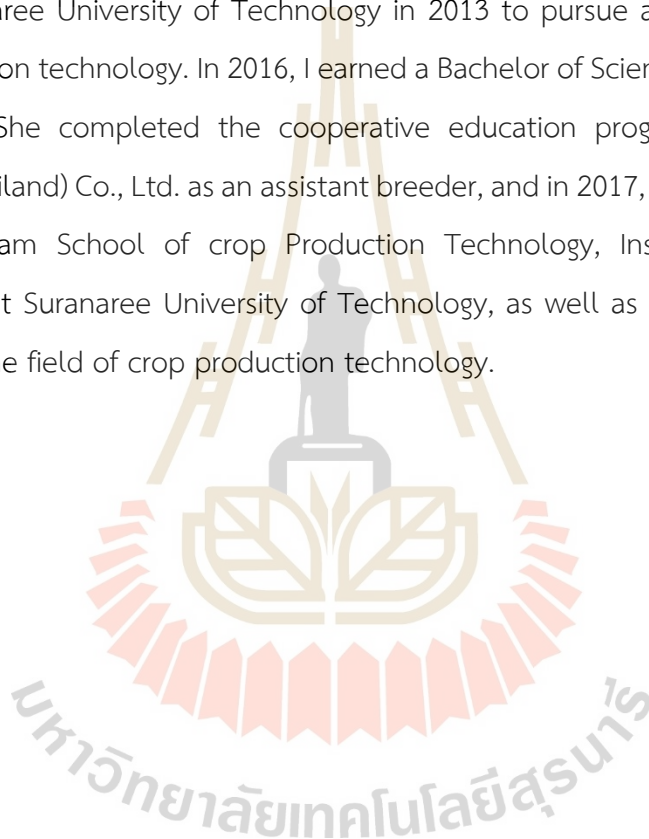 aree University of Technology in 2013 to pursue a
on technology. In 2016, I earned a Bachelor of Scien
She completed the cooperative education prog
iland) Co., Ltd. as an assistant breeder, and in 2017,
am School of crop Production Technology, Ins
t Suranaree University of Technology, as well as
e field of crop production technology.
มหาวิทยาลัยเทคโนโลยีสุรนารี